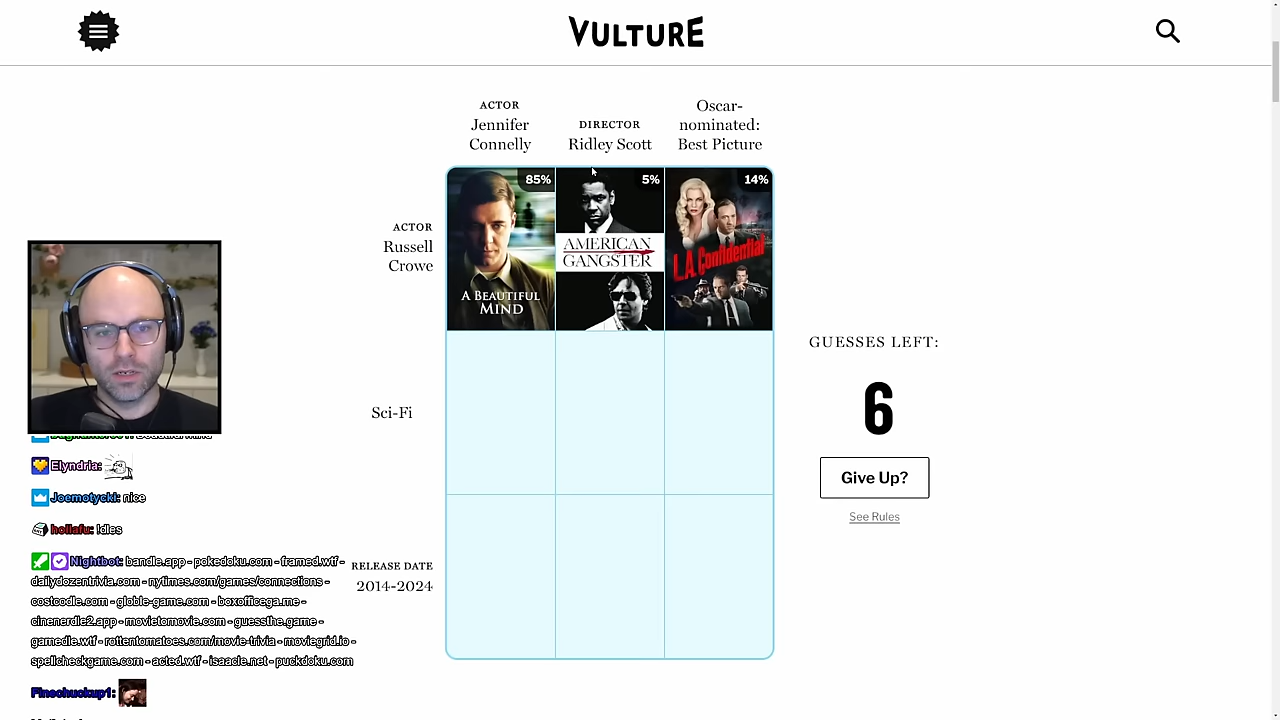 VULTURE
ACTOR
Jennifer
Connelly
DIRECTOR
Ridley Scott
Oscar-
nominated:
Best Picture
ACTOR
Russell
Crowe
85%
A BEAUTIFUL
MIND
5%
AMERICAN
GANGSTER
14%
L.A. Confidential
Sci-Fi
RELEASE DATE
2014-2024
GUESSES LEFT:
6
Give Up?
See Rules
Elyndria:
Joemotycki: nice
hollafu: !dles
Nightbot: bandle.app - pokedoku.com - framed.wtf -
dailydozentrivia.com - nytimes.com/games/connections -
costcodle.com - globle-game.com - boxofficega.me -
cinenerdle2.app - movietomovie.com - guessthe.game -
gamedle.wtf - rottentomatoes.com/movie-trivia - moviegrid.io -
spellcheckgame.com - acted.wtf - isaacle.net - puckdoku.com
Finechuckup1: